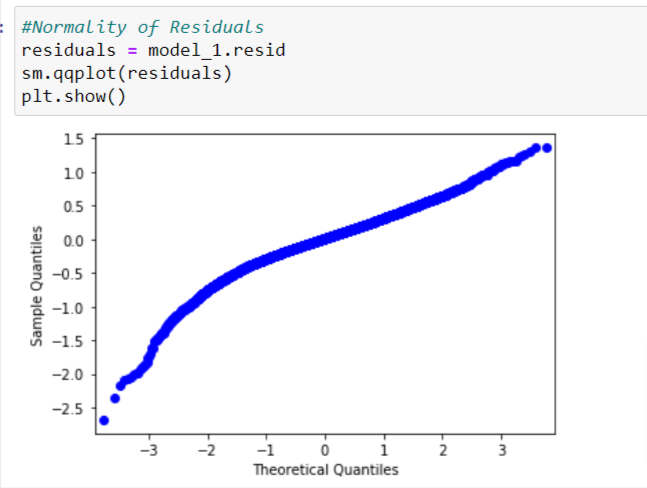 :
#Normality of Residuals
residuals = model_1.resid
sm.qqplot(residuals)
plt.show()
1.5
1.0
0.5
0.0
−0.5
−1.0
−1.5
−2.0
−2.5
Sample Quantiles
−3 −2 −1 0 1 2 3
Theoretical Quantiles